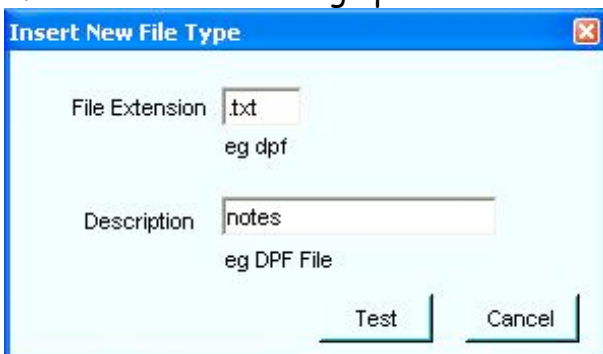 Insert New File Type
File Extension .txt
eg dpf
Description notes
eg DPF File
Test Cancel